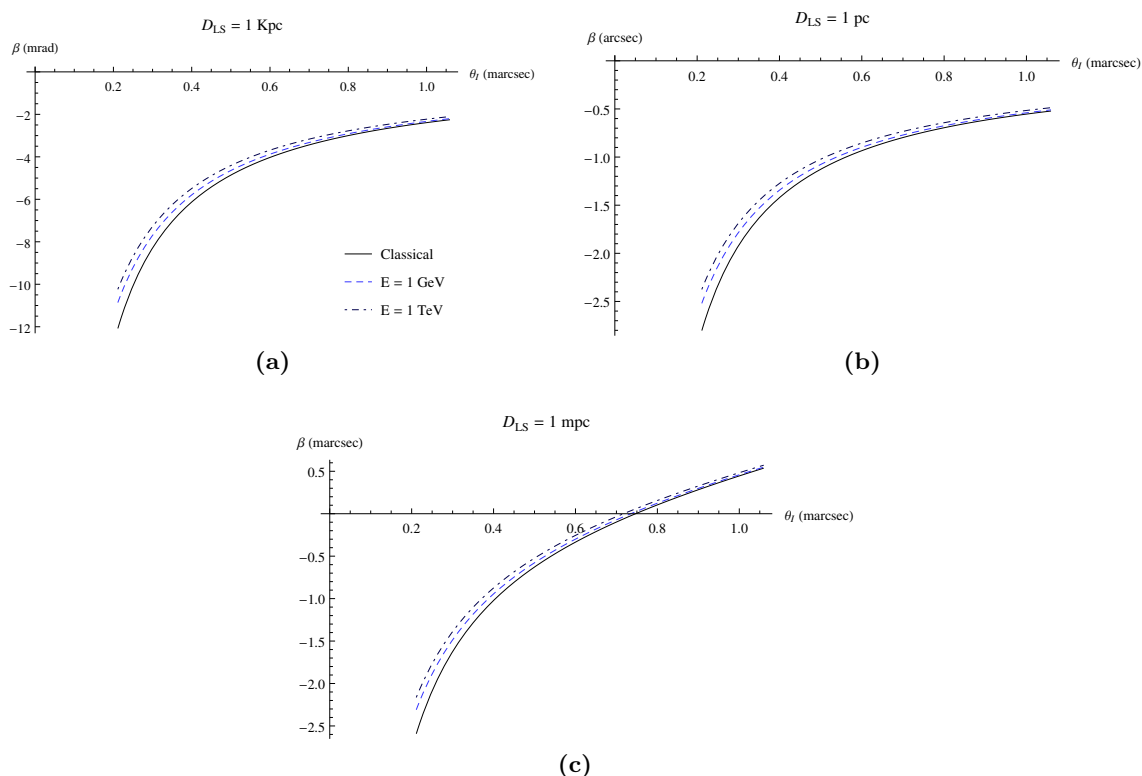 D_LS = 1 Kpc
β (mrad)
θ_I (marcsec)
0.2 0.4 0.6 0.8 1.0
−2
−4
−6
−8
−10
−12
Classical
E = 1 GeV
E = 1 TeV
(a)
D_LS = 1 pc
β (arcsec)
θ_I (marcsec)
0.2 0.4 0.6 0.8 1.0
−0.5
−1.0
−1.5
−2.0
−2.5
(b)
D_LS = 1 mpc
β (marcsec)
0.5
θ_I (marcsec)
0.2 0.4 0.6 0.8 1.0
−0.5
−1.0
−1.5
−2.0
−2.5
(c)